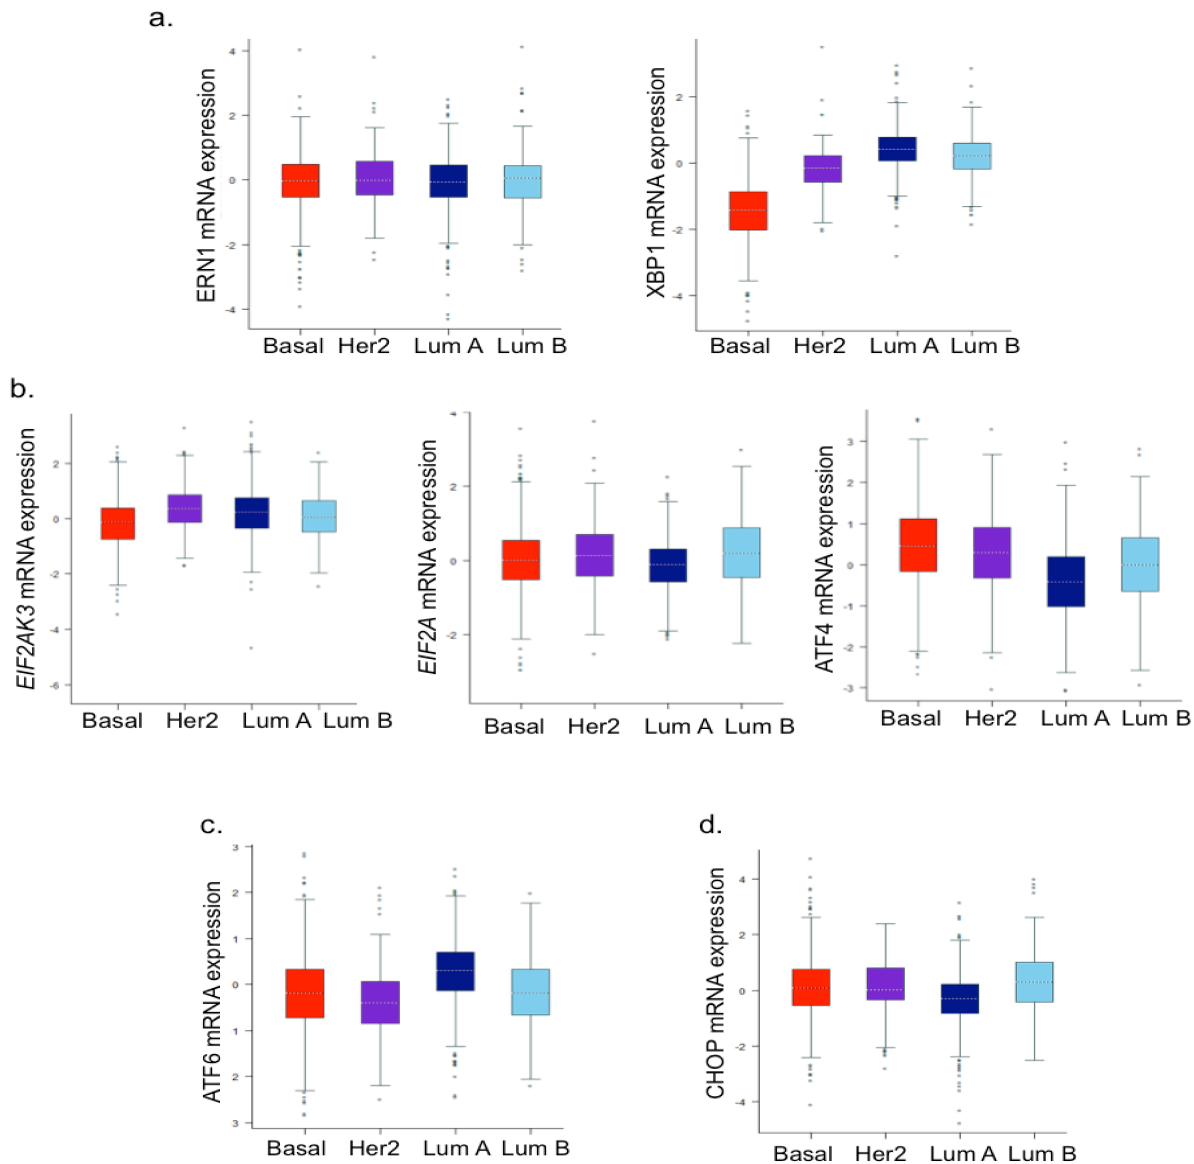 a.
ERN1 mRNA expression
4
2
0
-2
-4
Basal Her2 Lum A Lum B
XBP1 mRNA expression
2
0
-2
-4
Basal Her2 Lum A Lum B
b.
EIF2AK3 mRNA expression
2
0
-2
-4
-6
Basal Her2 Lum A Lum B
EIF2A mRNA expression
4
2
0
-2
Basal Her2 Lum A Lum B
ATF4 mRNA expression
3
2
1
0
-1
-2
-3
Basal Her2 Lum A Lum B
c.
ATF6 mRNA expression
3
2
1
0
1
2
3
Basal Her2 Lum A Lum B
d.
CHOP mRNA expression
4
2
0
-2
-4
Basal Her2 Lum A Lum B